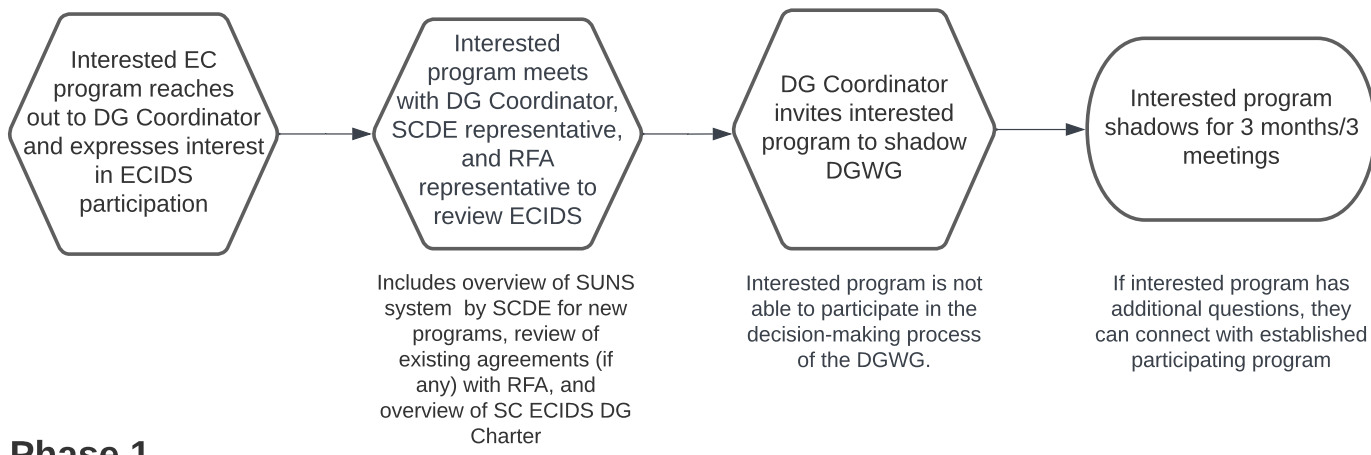 Interested EC
program reaches
out to DG Coordinator
and expresses interest
in ECIDS
participation
Interested
program meets
with DG Coordinator,
SCDE representative,
and RFA
representative to
review ECIDS
DG Coordinator
invites interested
program to shadow
DGWG
Interested program
shadows for 3 months/3
meetings
Includes overview of SUNS
system by SCDE for new
programs, review of
existing agreements (if
any) with RFA, and
overview of SC ECIDS DG
Charter
Interested program is not
able to participate in the
decision-making process
of the DGWG.
If interested program has
additional questions, they
can connect with established
participating program
Phase 1